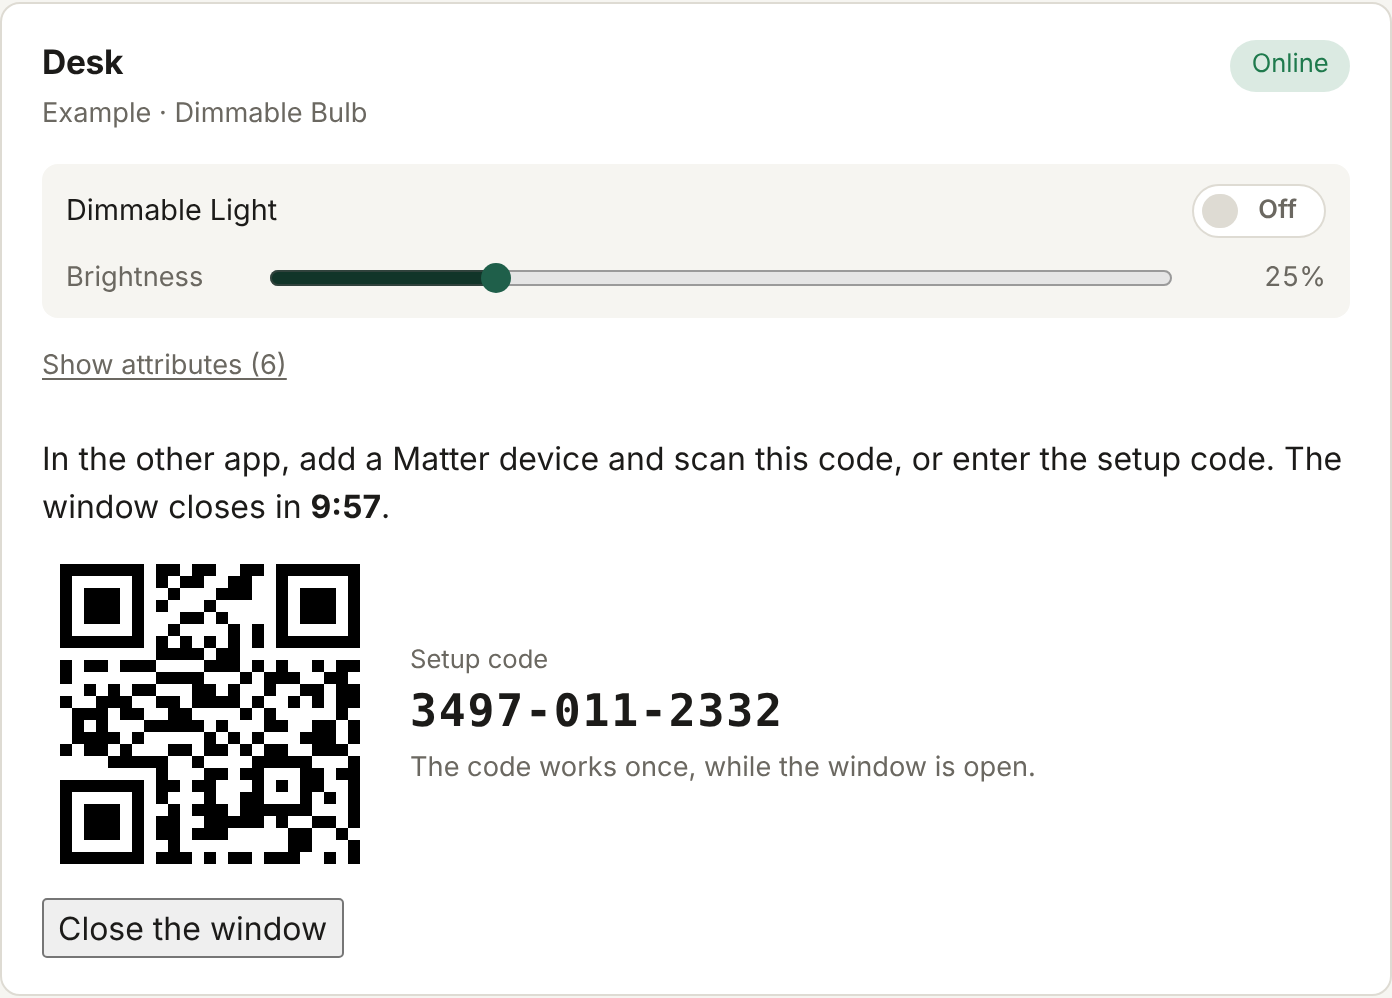 Desk
Online
Example · Dimmable Bulb
Dimmable Light
Off
Brightness
25%
Show attributes (6)
In the other app, add a Matter device and scan this code, or enter the setup code. The
window closes in 9:57.
Setup code
3497-011-2332
The code works once, while the window is open.
Close the window